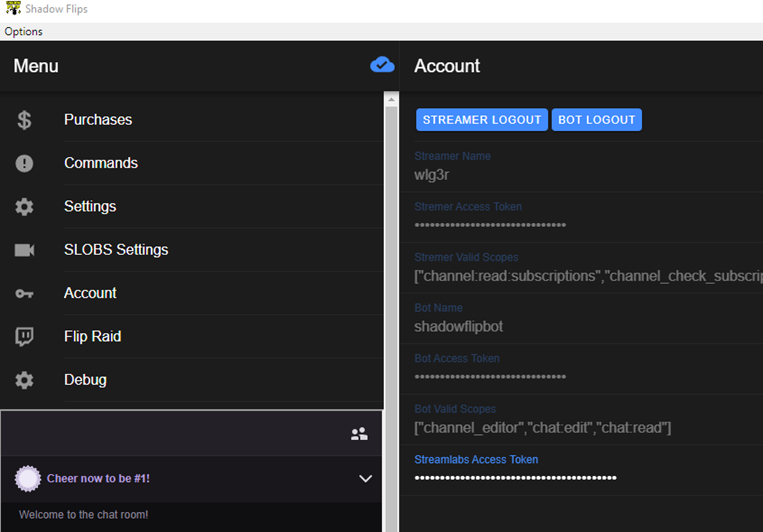 Shadow Flips
Options
Menu
Purchases
Commands
Settings
SLOBS Settings
Account
Flip Raid
Debug
Cheer now to be #1!
Welcome to the chat room!
Account
STREAMER LOGOUT BOT LOGOUT
Streamer Name
wlg3r
Stremer Access Token
••••••••••••••••••••••••••••••
Stremer Valid Scopes
["channel:read:subscriptions","channel_check_subscrip
Bot Name
shadowflipbot
Bot Access Token
••••••••••••••••••••••••••••••
Bot Valid Scopes
["channel_editor","chat:edit","chat:read"]
Streamlabs Access Token
••••••••••••••••••••••••••••••••••••••••